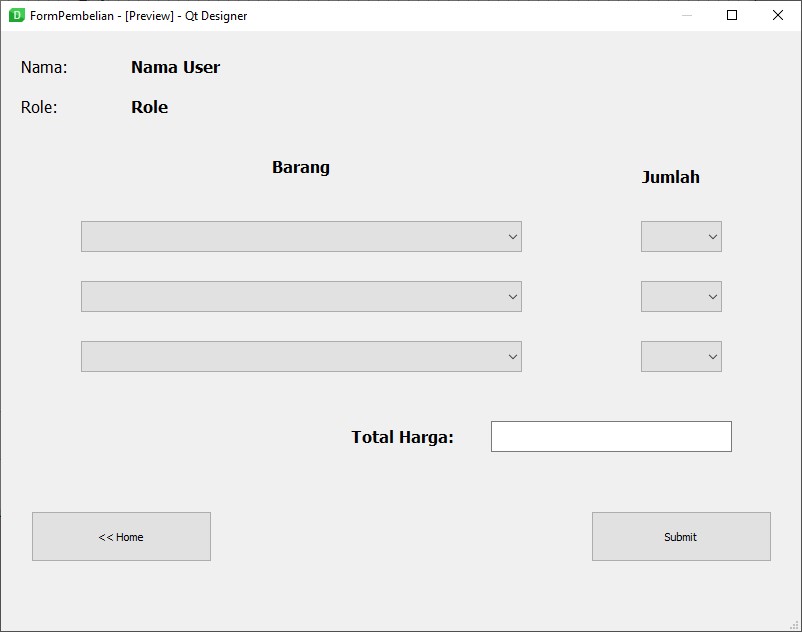 FormPembelian - [Preview] - Qt Designer
Nama: Nama User
Role: Role
Barang
Jumlah
Total Harga:
<< Home
Submit